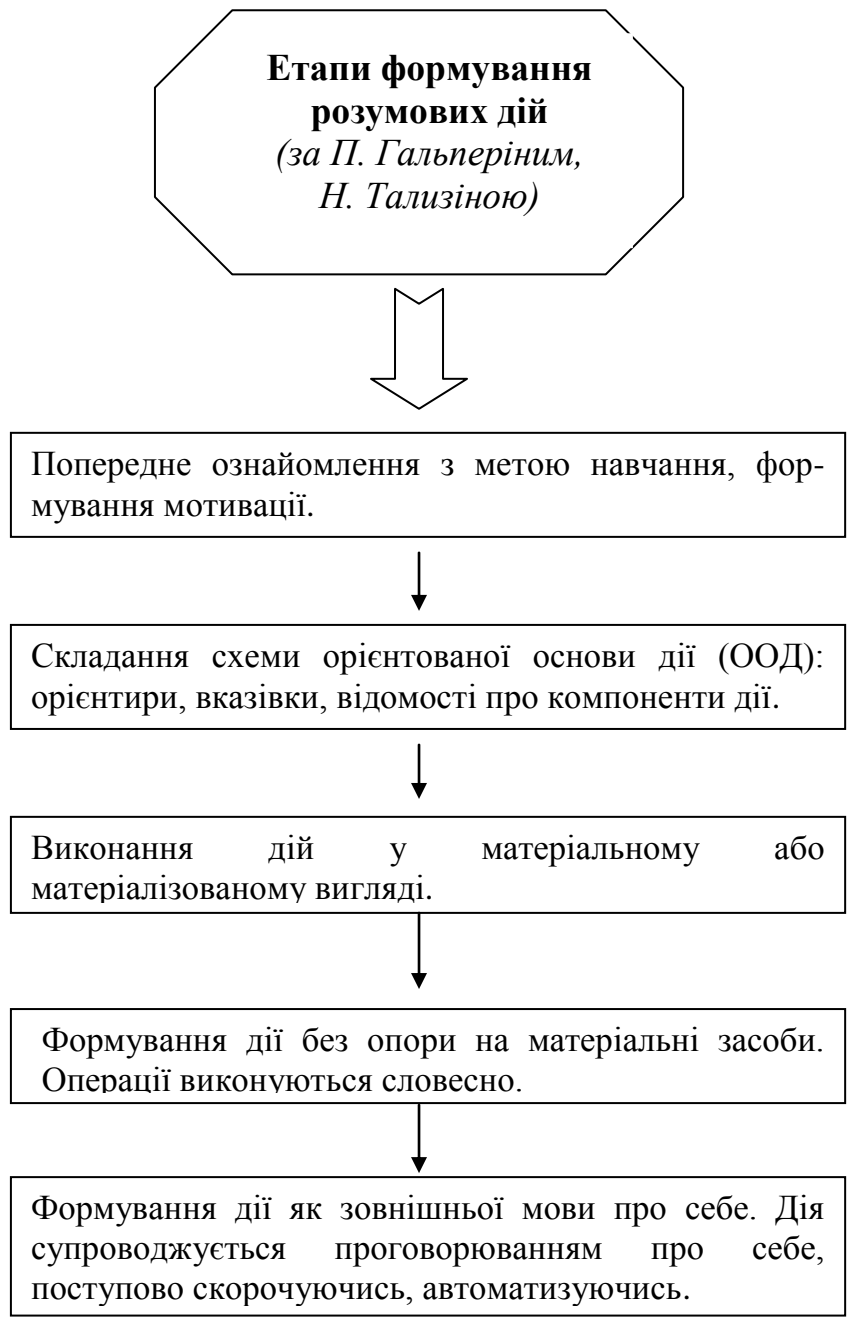 Етапи формування
розумових дій
(за П. Гальперіним,
Н. Тализіною)
Попереднє ознайомлення з метою навчання, фор-
мування мотивації.
Складання схеми орієнтованої основи дії (ООД):
орієнтири, вказівки, відомості про компоненти дії.
Виконання дій у матеріальному або
матеріалізованому вигляді.
Формування дії без опори на матеріальні засоби.
Операції виконуються словесно.
Формування дії як зовнішньої мови про себе. Дія
супроводжується проговорюванням про себе,
поступово скорочуючись, автоматизуючись.